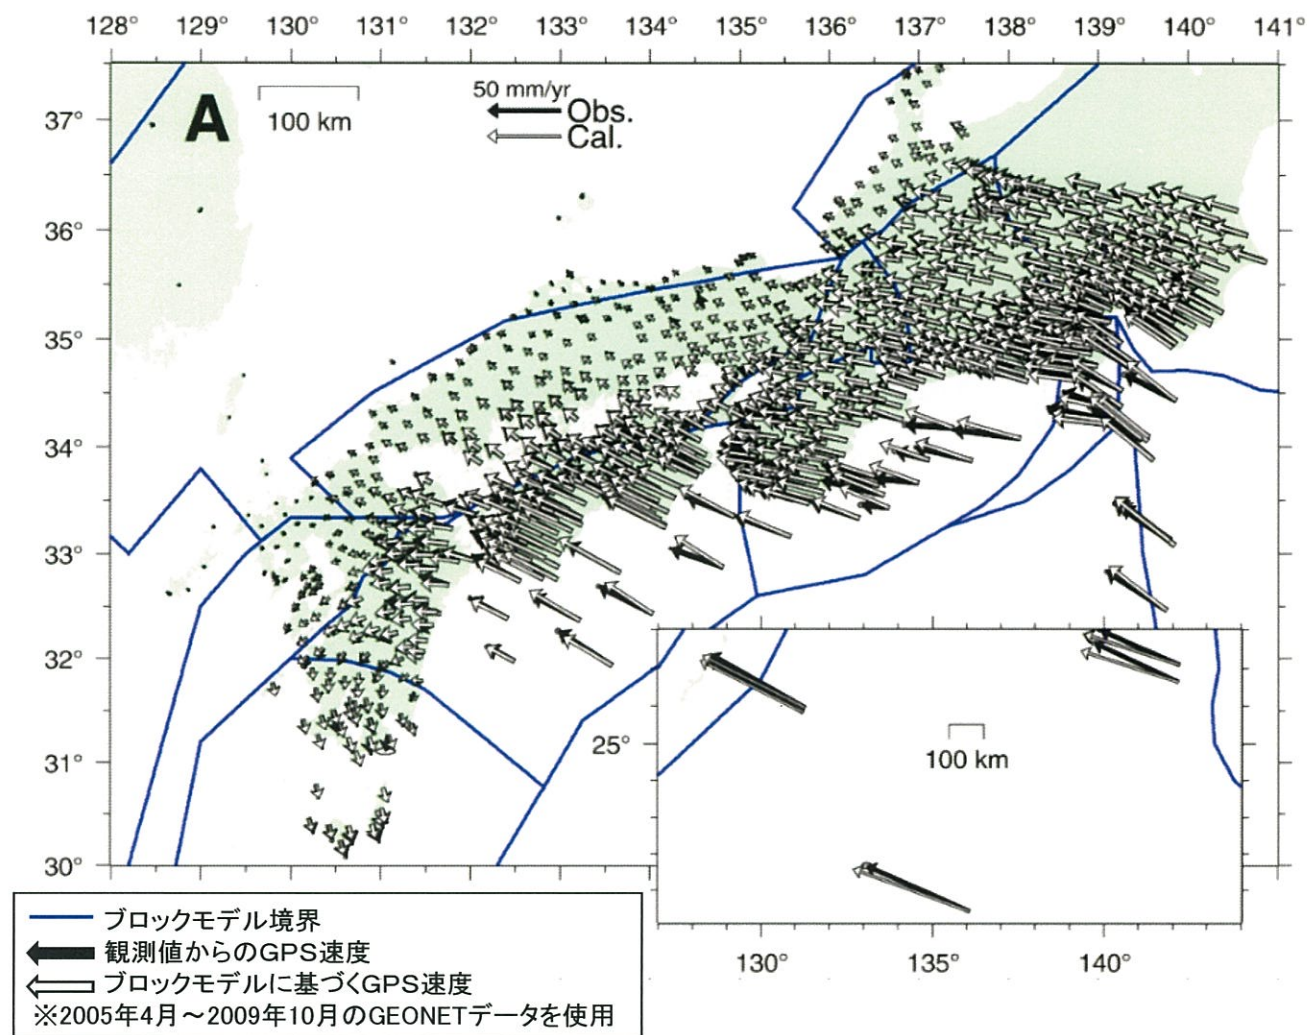 128° 129° 130° 131° 132° 133° 134° 135° 136° 137° 138° 139° 140° 141°
A
100 km
50 mm/yr
Obs.
Cal.
37°
36°
35°
34°
33°
32°
31°
30°
25°
100 km
130° 135° 140°
ブロックモデル境界
観測値からのGPS速度
ブロックモデルに基づくGPS速度
※2005年4月～2009年10月のGEONETデータを使用